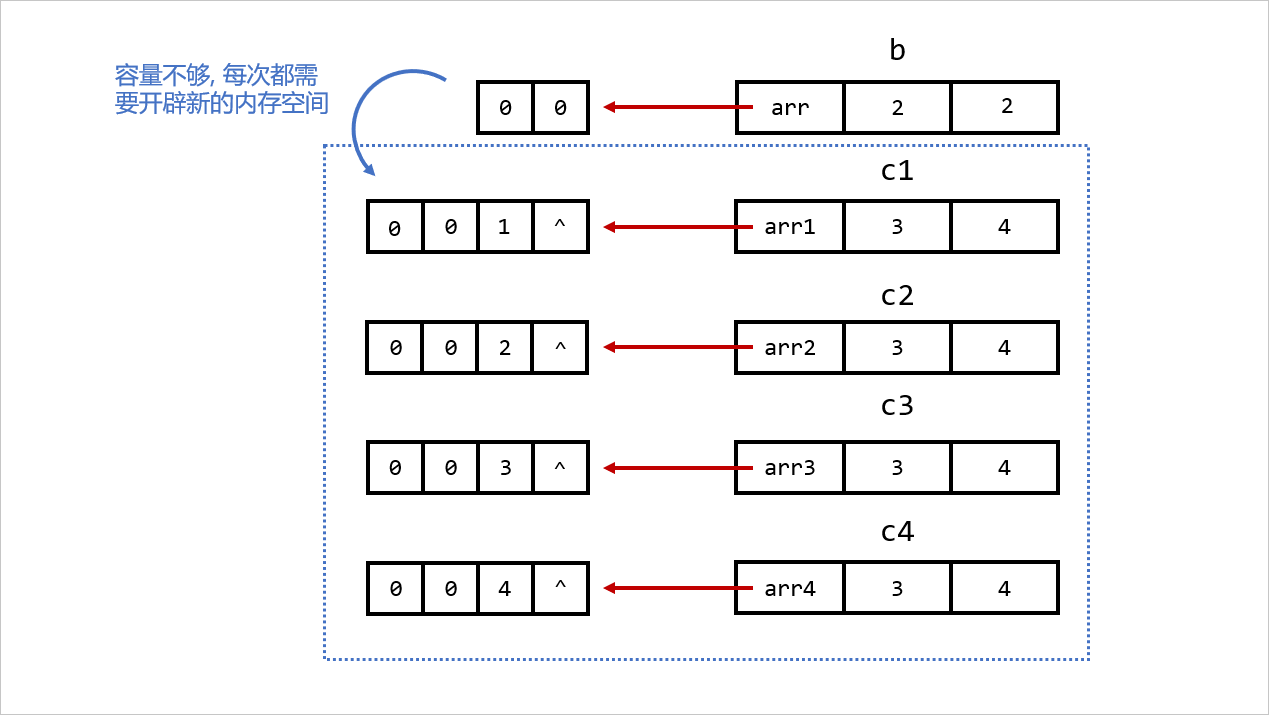 b
容量不够, 每次都需
要开辟新的内存空间
0 0 arr 2 2
c1
0 0 1 ^ arr1 3 4
c2
0 0 2 ^ arr2 3 4
c3
0 0 3 ^ arr3 3 4
c4
0 0 4 ^ arr4 3 4